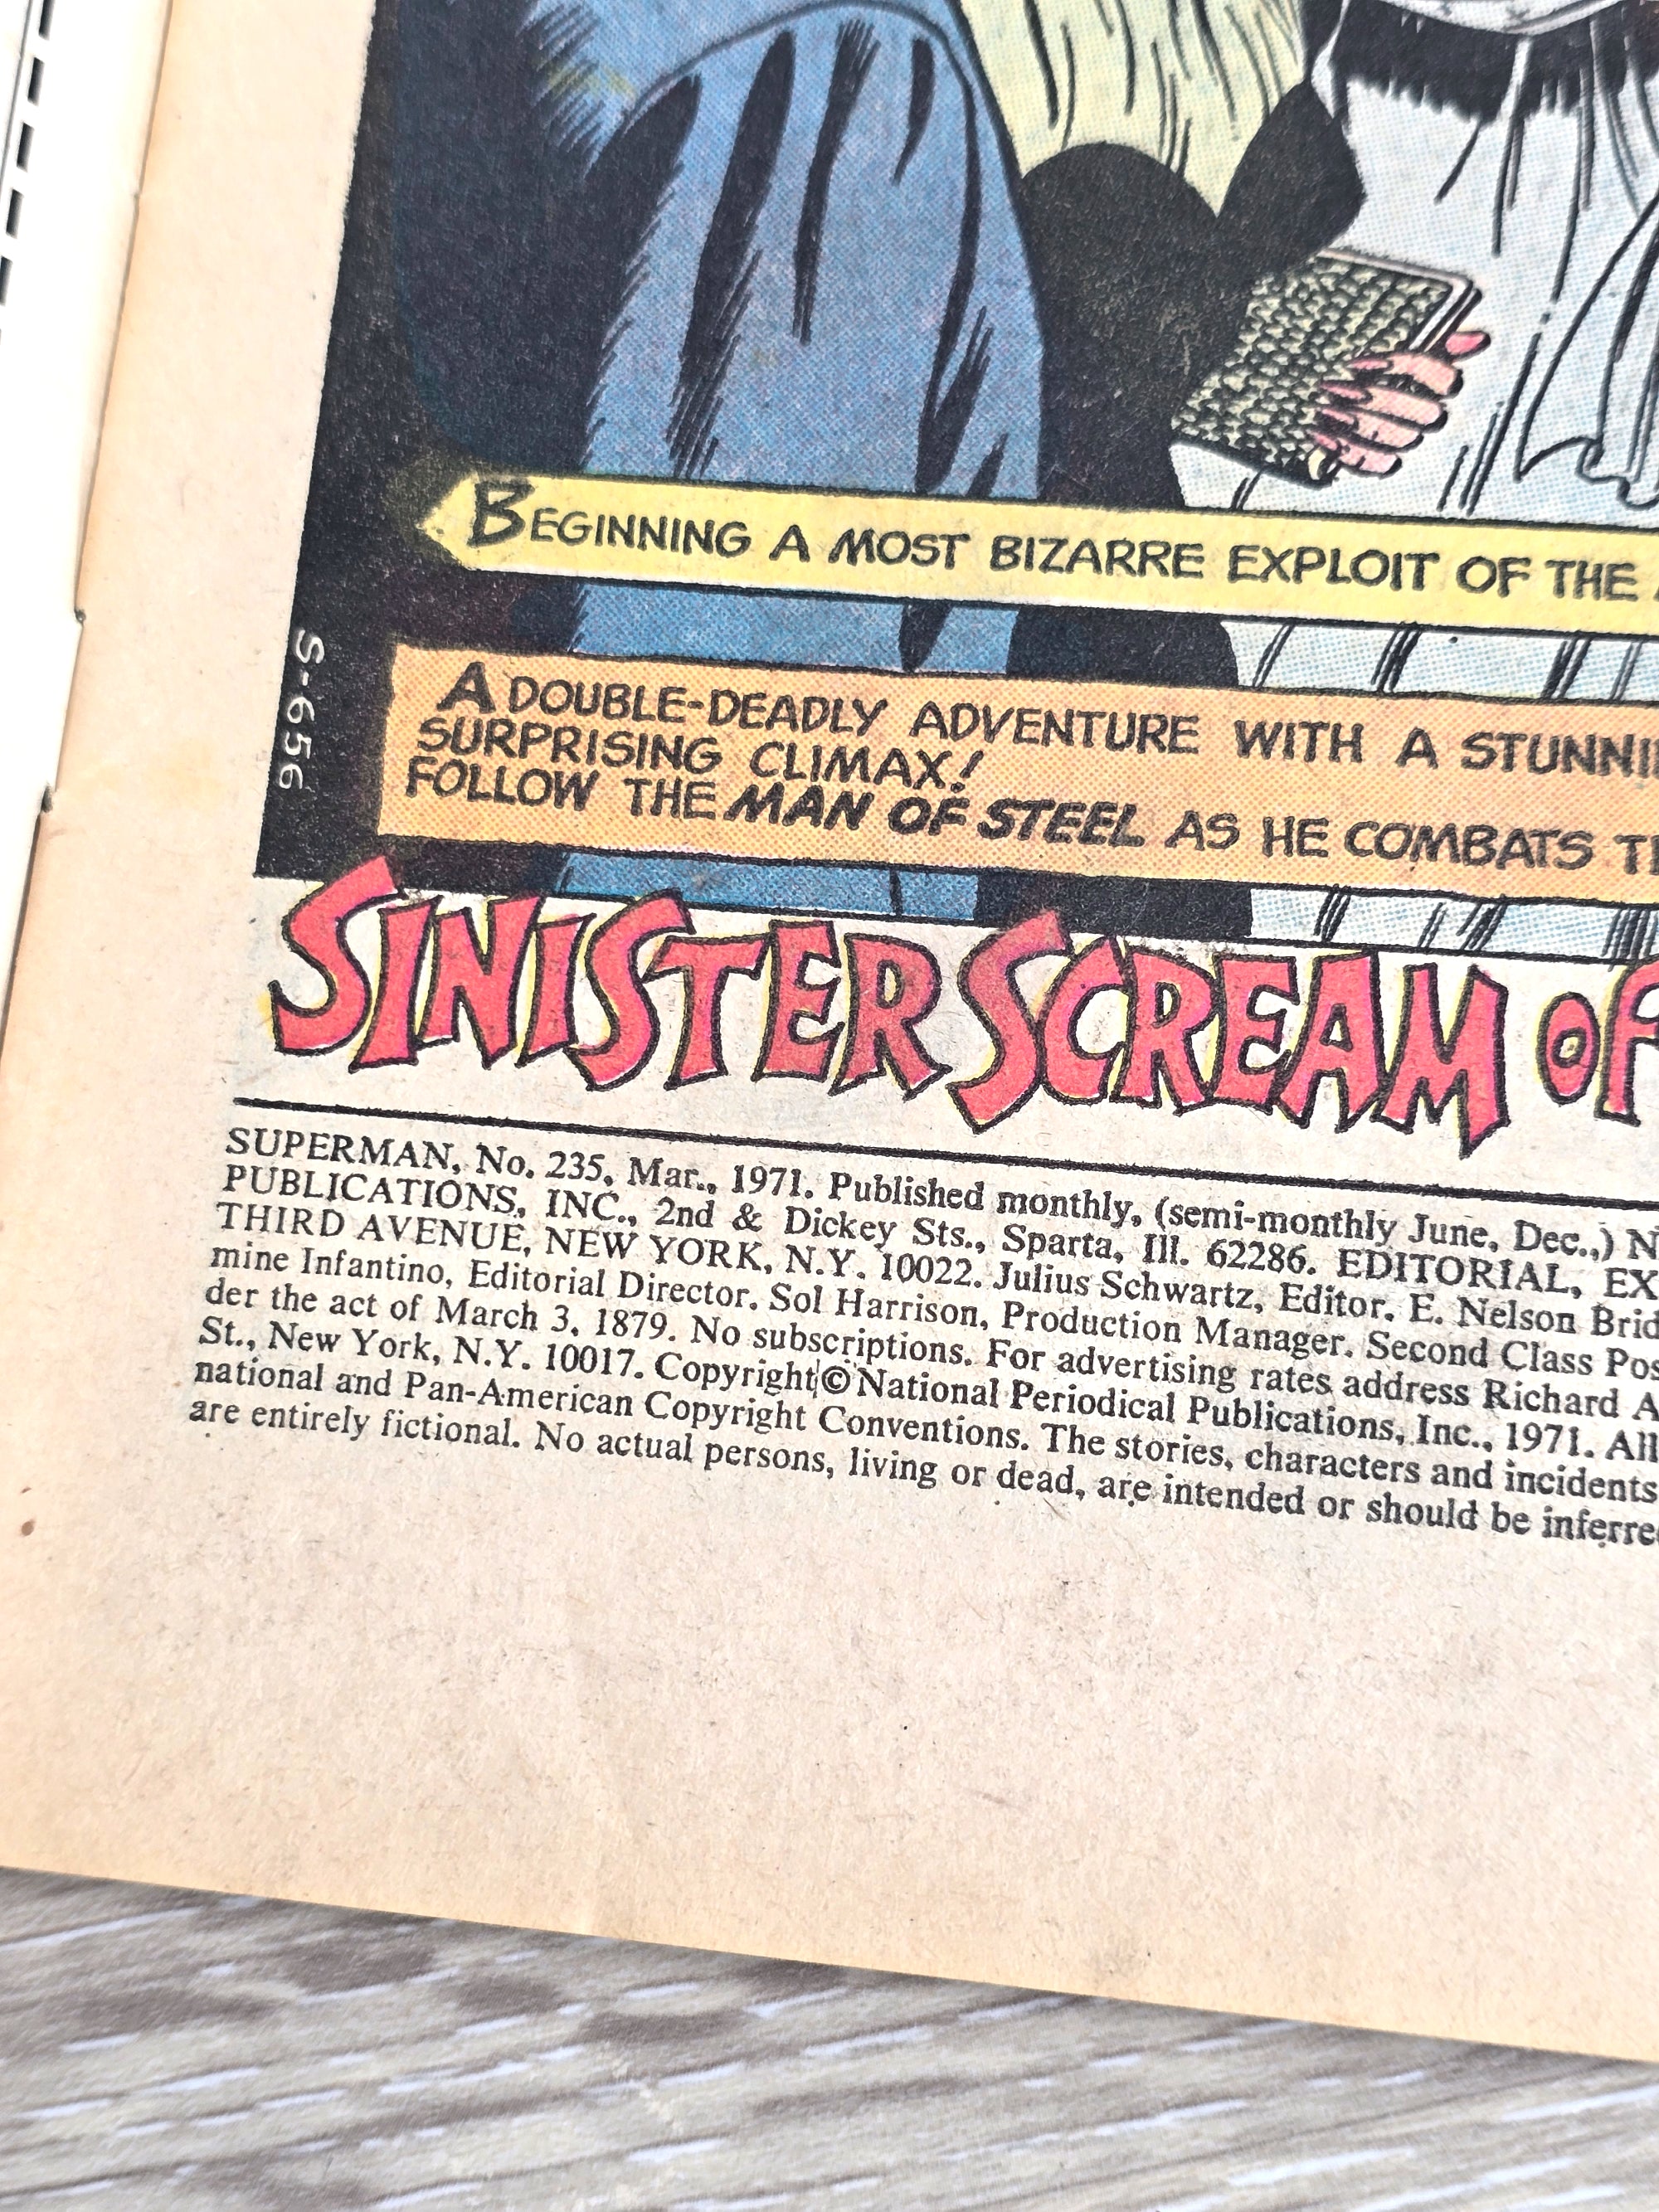 BEGINNING A MOST BIZARRE EXPLOIT OF THE
S-656
A DOUBLE-DEADLY ADVENTURE WITH A STUNNI
SURPRISING CLIMAX!
FOLLOW THE MAN OF STEEL AS HE COMBATS T
SINISTER SCREAM OF
SUPERMAN, No. 235, Mar., 1971. Published monthly, (semi-monthly June, Dec.,) N
PUBLICATIONS, INC., 2nd & Dickey Sts., Sparta, Ill. 62286. EDITORIAL, EX
THIRD AVENUE, NEW YORK, N.Y. 10022. Julius Schwartz, Editor. E. Nelson Brid
mine Infantino, Editorial Director. Sol Harrison, Production Manager. Second Class Pos
der the act of March 3, 1879. No subscriptions. For advertising rates address Richard A
St., New York, N.Y. 10017. Copyright © National Periodical Publications, Inc., 1971. All
national and Pan-American Copyright Conventions. The stories, characters and incidents
are entirely fictional. No actual persons, living or dead, are intended or should be inferre